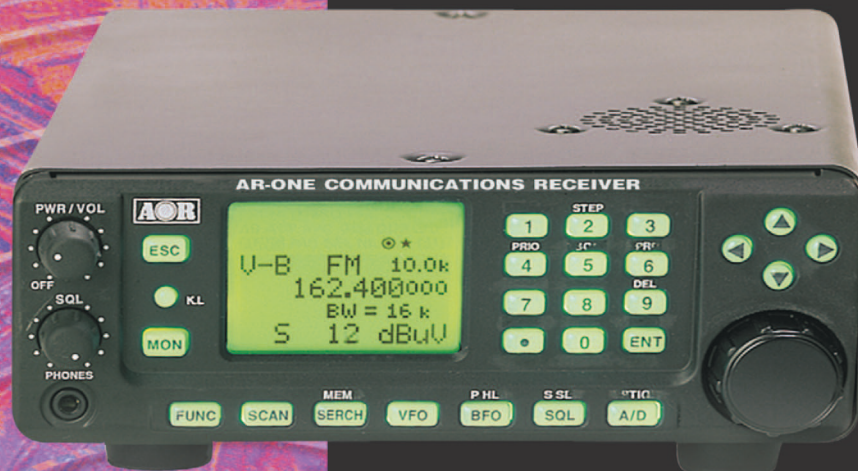 AR-ONE COMMUNICATIONS RECEIVER
PWR/VOL
AOR
OFF
SQL
PHONES
ESC
K.L
MON
V-B FM 10.0k
162.400000
BW = 16 k
S 12 dBuV
STEP
1 2 3
PRIO
4 5 6
DEL
7 8 9
• 0 ENT
MEM
FUNC SCAN SERCH VFO BFO SQL A/D